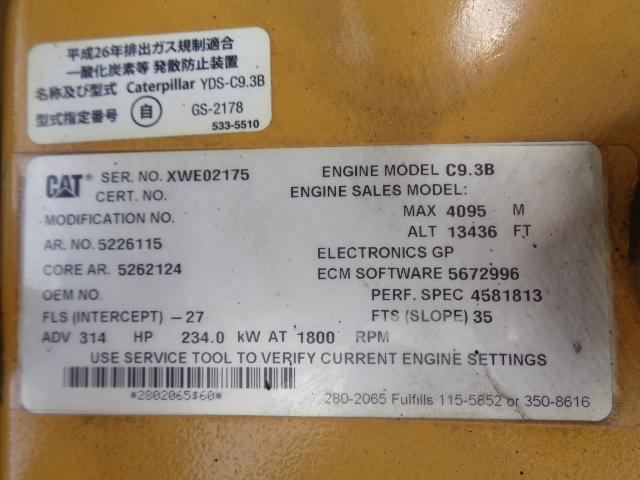 平成26年排出ガス規制適合
一酸化炭素等 発散防止装置
名称及び型式 Caterpillar YDS-C9.3B
型式指定番号 自 GS-2178
533-5510
CAT® SER. NO. XWE02175 ENGINE MODEL C9.3B
CERT. NO. ENGINE SALES MODEL:
MODIFICATION NO. MAX 4095 M
ALT 13436 FT
AR. NO. 5226115 ELECTRONICS GP
CORE AR. 5262124 ECM SOFTWARE 5672996
OEM NO. PERF. SPEC 4581813
FLS (INTERCEPT) -27 FTS (SLOPE) 35
ADV 314 HP 234.0 kW AT 1800 RPM
USE SERVICE TOOL TO VERIFY CURRENT ENGINE SETTINGS
*2802065$60*
280-2065 Fulfills 115-5852 or 350-8616